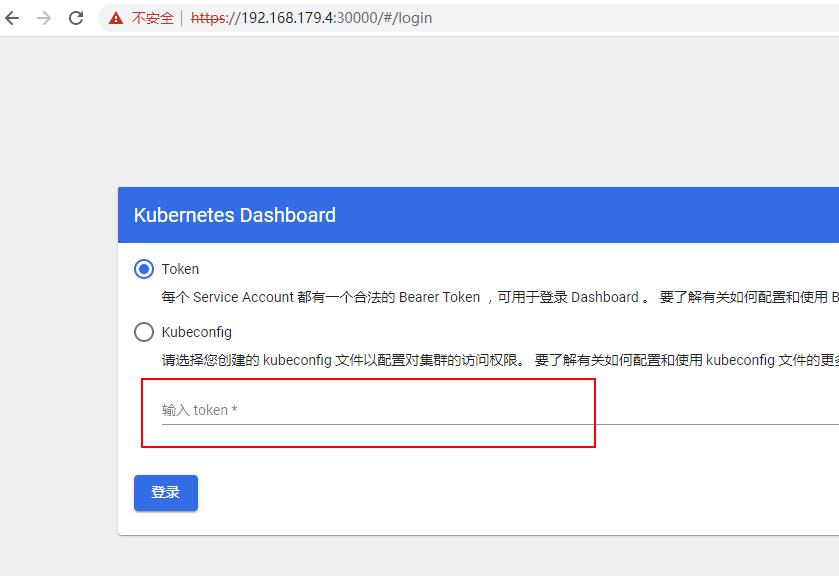 不安全 | https://192.168.179.4:30000/#/login
Kubernetes Dashboard
Token
每个 Service Account 都有一个合法的 Bearer Token ，可用于登录 Dashboard 。 要了解有关如何配置和使用 B
Kubeconfig
请选择您创建的 kubeconfig 文件以配置对集群的访问权限。 要了解有关如何配置和使用 kubeconfig 文件的更多
输入 token *
登录